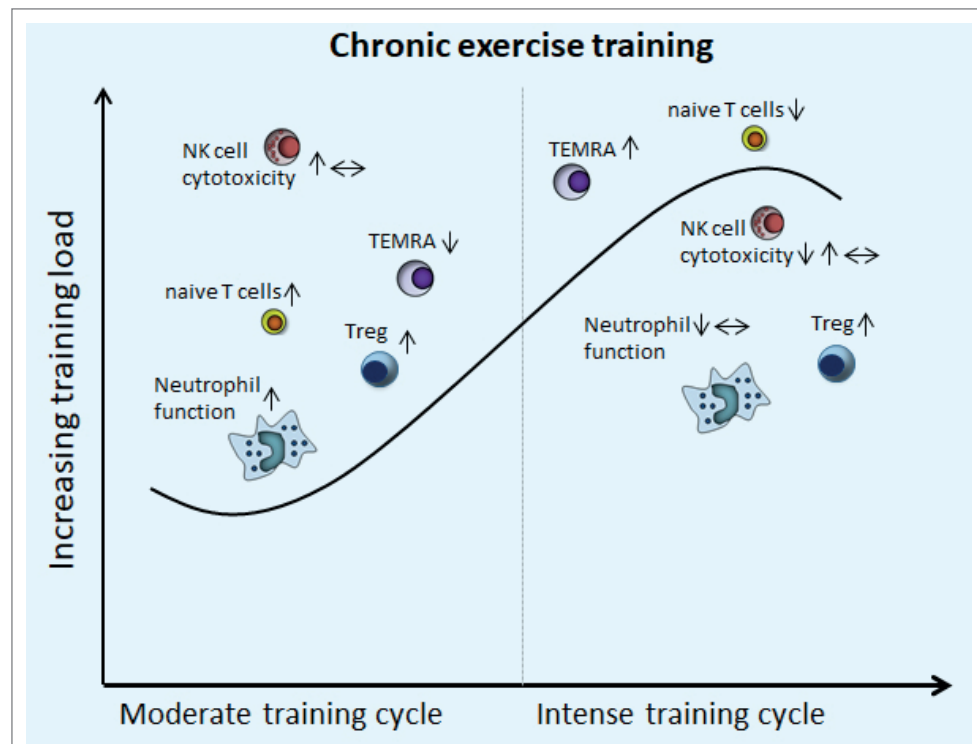 Chronic exercise training
Increasing training load
NK cell
cytotoxicity ↑ ↔
TEMRA ↓
naive T cells ↑
Treg ↑
Neutrophil ↑
function
naive T cells ↓
TEMRA ↑
NK cell
cytotoxicity ↓ ↑ ↔
Neutrophil ↓ ↔
function
Treg ↑
Moderate training cycle
Intense training cycle